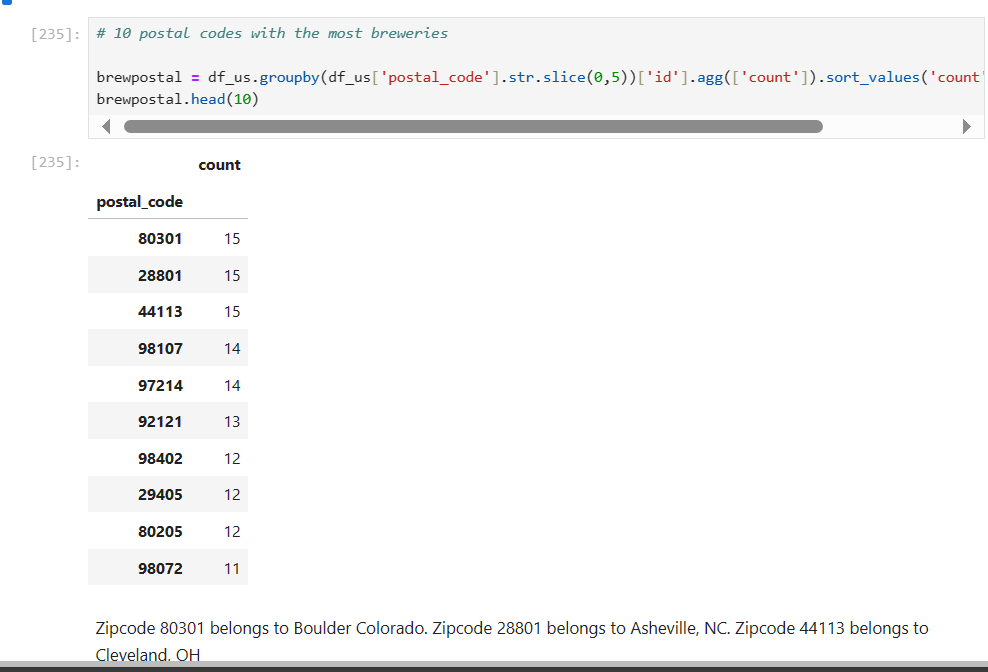 [235]: # 10 postal codes with the most breweries
brewpostal = df_us.groupby(df_us['postal_code'].str.slice(0,5))['id'].agg(['count']).sort_values('count'
brewpostal.head(10)
[235]: count
postal_code
80301 15
28801 15
44113 15
98107 14
97214 14
92121 13
98402 12
29405 12
80205 12
98072 11
Zipcode 80301 belongs to Boulder Colorado. Zipcode 28801 belongs to Asheville, NC. Zipcode 44113 belongs to
Cleveland, OH